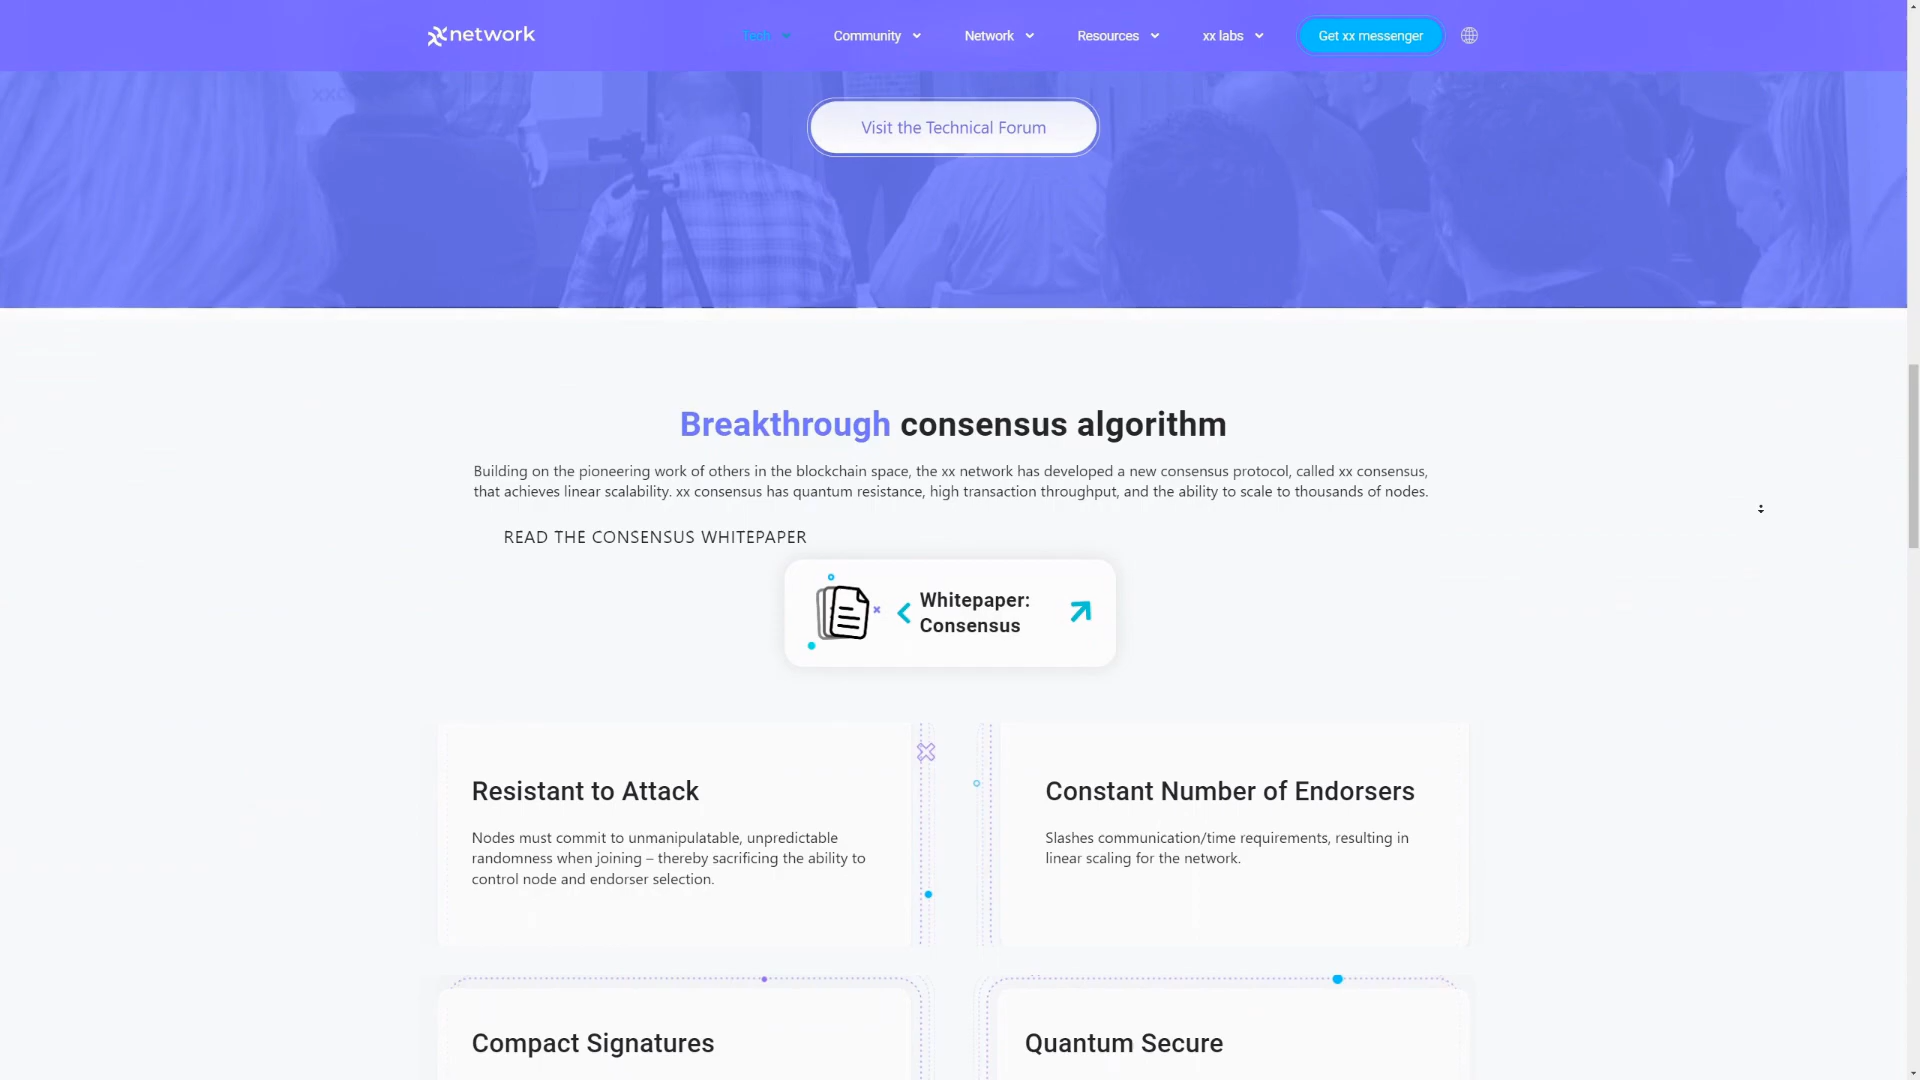 network
Tech
Community
Network
Resources
xx labs
Get xx messenger
Visit the Technical Forum
Breakthrough consensus algorithm
Building on the pioneering work of others in the blockchain space, the xx network has developed a new consensus protocol, called xx consensus,
that achieves linear scalability. xx consensus has quantum resistance, high transaction throughput, and the ability to scale to thousands of nodes.
READ THE CONSENSUS WHITEPAPER
Whitepaper:
Consensus
Resistant to Attack
Nodes must commit to unmanipulatable, unpredictable
randomness when joining – thereby sacrificing the ability to
control node and endorser selection.
Constant Number of Endorsers
Slashes communication/time requirements, resulting in
linear scaling for the network.
Compact Signatures
Quantum Secure